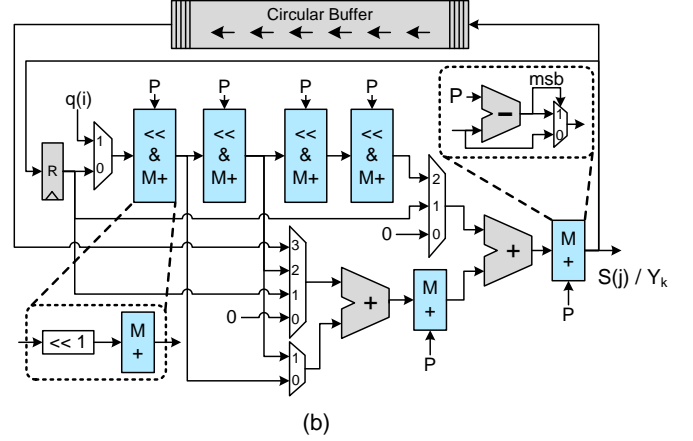 Circular Buffer
msb
P
1
0
q(i)
P
P
P
P
1
0
R
<<
&
M+
<<
&
M+
<<
&
M+
<<
&
M+
2
1
0
0
3
2
1
0
0
+
+
M
+
P
M
+
P
S(j) / Yk
<< 1
M
+
1
0
(b)